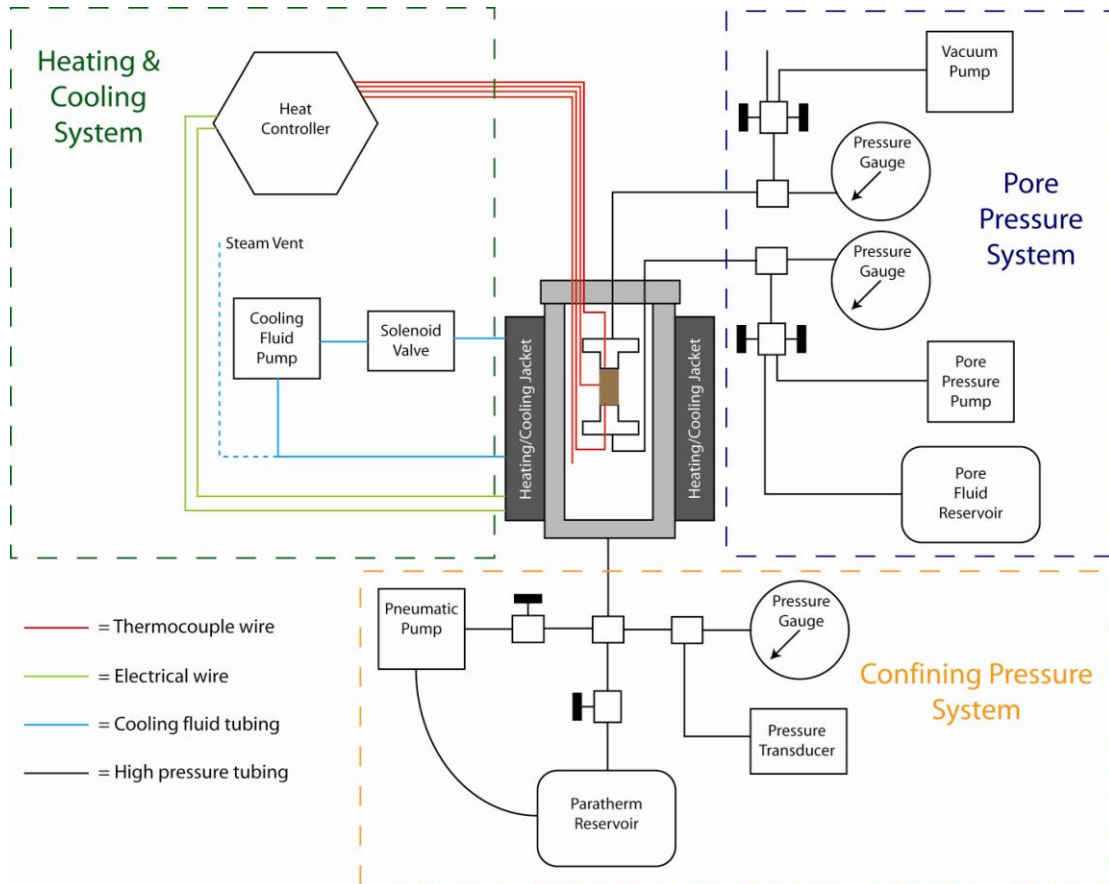 Heating &
Cooling
System
Heat
Controller
Steam Vent
Cooling
Fluid
Pump
Solenoid
Valve
Heating/Cooling Jacket
Heating/Cooling Jacket
Vacuum
Pump
Pressure
Gauge
Pore
Pressure
System
Pressure
Gauge
Pore
Pressure
Pump
Pore
Fluid
Reservoir
Pneumatic
Pump
Pressure
Gauge
Confining Pressure
System
Pressure
Transducer
Paratherm
Reservoir
= Thermocouple wire
= Electrical wire
= Cooling fluid tubing
= High pressure tubing